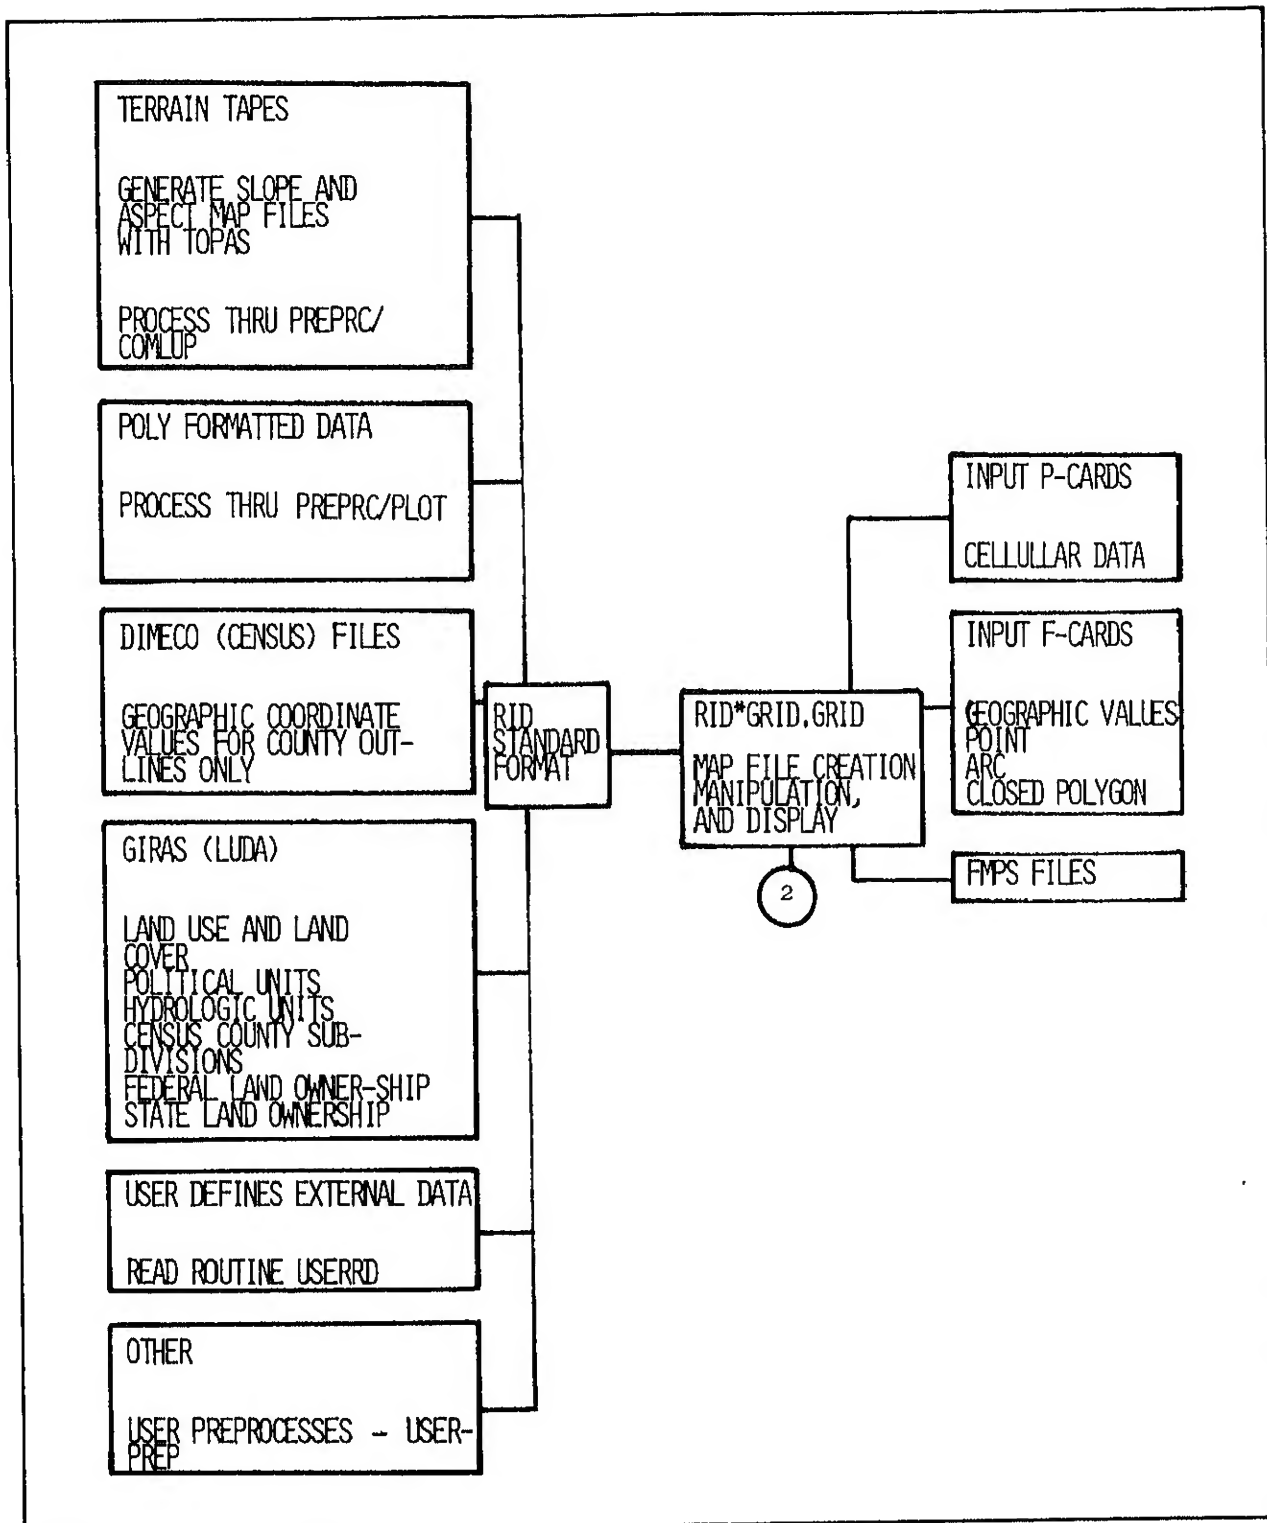 TERRAIN TAPES
GENERATE SLOPE AND
ASPECT MAP FILES
WITH TOPAS
PROCESS THRU PREPRC/
COMLUP
POLY FORMATTED DATA
PROCESS THRU PREPRC/PLOT
DIMECO (CENSUS) FILES
GEOGRAPHIC COORDINATE
VALUES FOR COUNTY OUT-
LINES ONLY
GIRAS (LUDA)
LAND USE AND LAND
COVER
POLITICAL UNITS
HYDROLOGIC UNITS
CENSUS COUNTY SUB-
DIVISIONS
FEDERAL LAND OWNER-SHIP
STATE LAND OWNERSHIP
USER DEFINES EXTERNAL DATA
READ ROUTINE USERRD
OTHER
USER PREPROCESSES - USER-
PREP
RID
STANDARD
FORMAT
RID*GRID.GRID
MAP FILE CREATION
MANIPULATION,
AND DISPLAY
2
INPUT P-CARDS
CELLULLAR DATA
INPUT F-CARDS
GEOGRAPHIC VALUES
POINT
ARC
CLOSED POLYGON
FMPS FILES